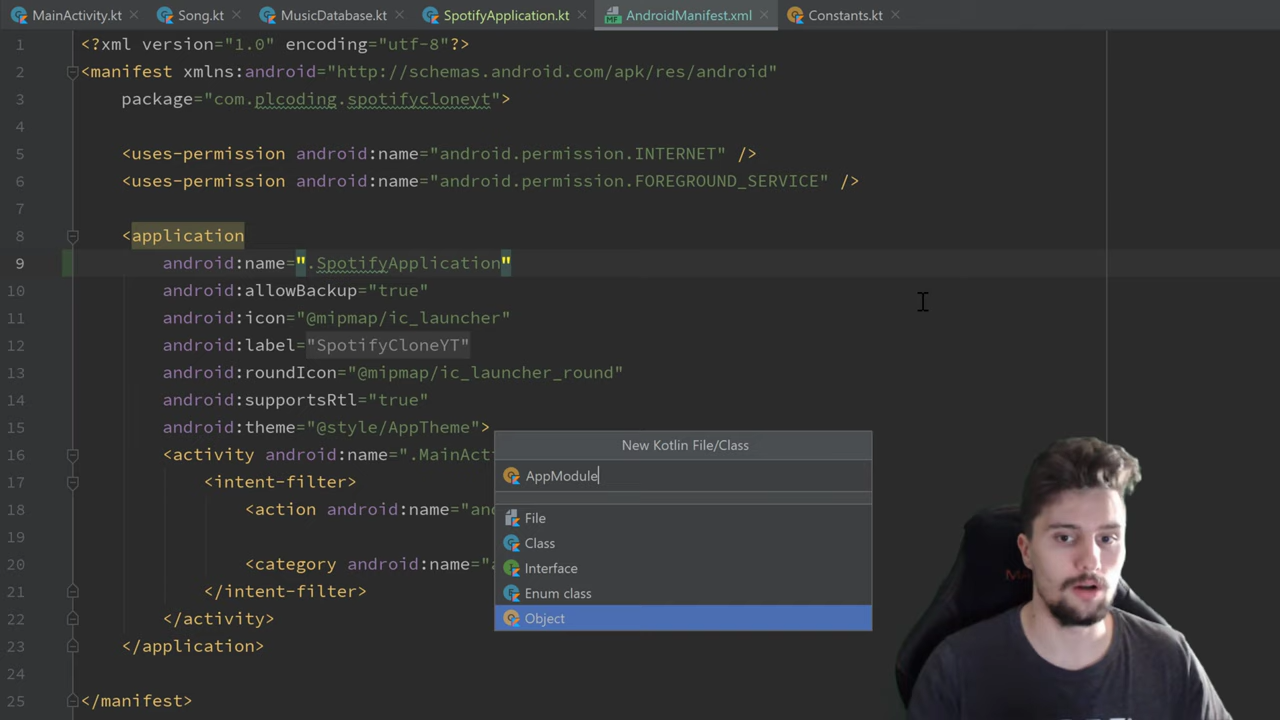 MainActivity.kt Song.kt MusicDatabase.kt SpotifyApplication.kt AndroidManifest.xml Constants.kt
1 <?xml version="1.0" encoding="utf-8"?>
2 <manifest xmlns:android="http://schemas.android.com/apk/res/android"
3 package="com.plcoding.spotifycloneyt">
4
5 <uses-permission android:name="android.permission.INTERNET" />
6 <uses-permission android:name="android.permission.FOREGROUND_SERVICE" />
7
8 <application
9 android:name=".SpotifyApplication"
10 android:allowBackup="true"
11 android:icon="@mipmap/ic_launcher"
12 android:label="SpotifyCloneYT"
13 android:roundIcon="@mipmap/ic_launcher_round"
14 android:supportsRtl="true"
15 android:theme="@style/AppTheme">
16 <activity android:name=".MainActi
17 <intent-filter>
18 <action android:name="an
19
20 <category android:name="a
21 </intent-filter>
22 </activity>
23 </application>
24
25 </manifest>
New Kotlin File/Class
AppModule
File
Class
Interface
Enum class
Object